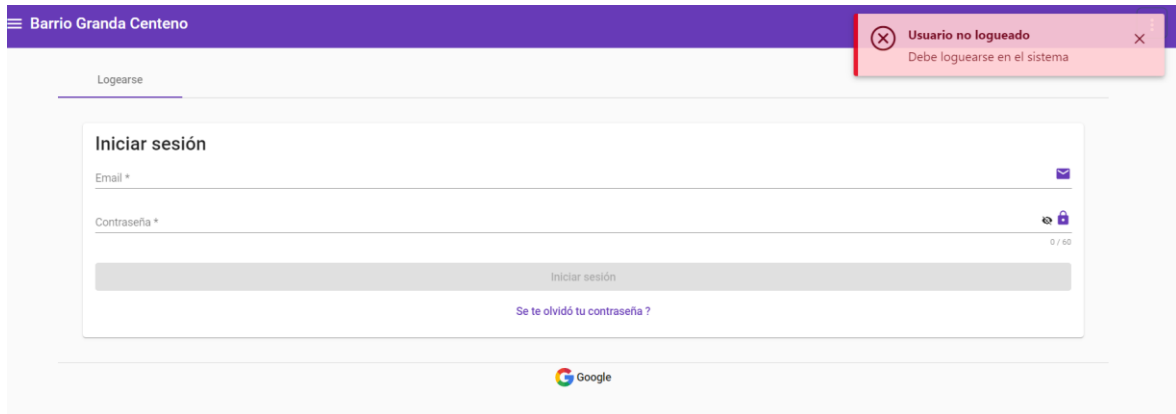 Barrio Granda Centeno
Usuario no logueado
Debe loguearse en el sistema
Logearse
Iniciar sesión
Email *
Contraseña *
0 / 60
Iniciar sesión
Se te olvidó tu contraseña ?
Google